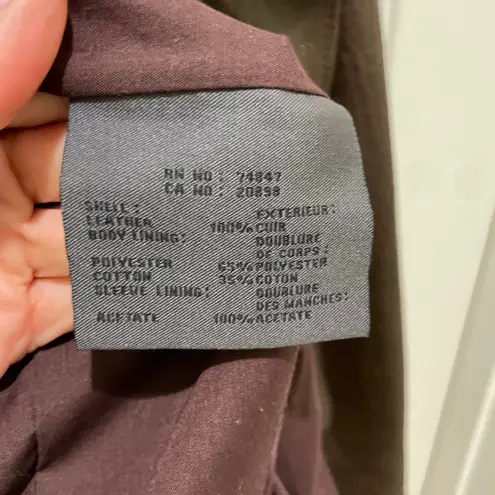 RN NO: 74847
CA NO: 20898
SHELL: EXTERIEUR:
LEATHER 100% CUIR
BODY LINING: DOUBLURE
DE CORPS:
POLYESTER 65% POLYESTER
COTTON 35% COTON
SLEEVE LINING: DOUBLURE
DES MANCHES:
ACETATE 100% ACETATE